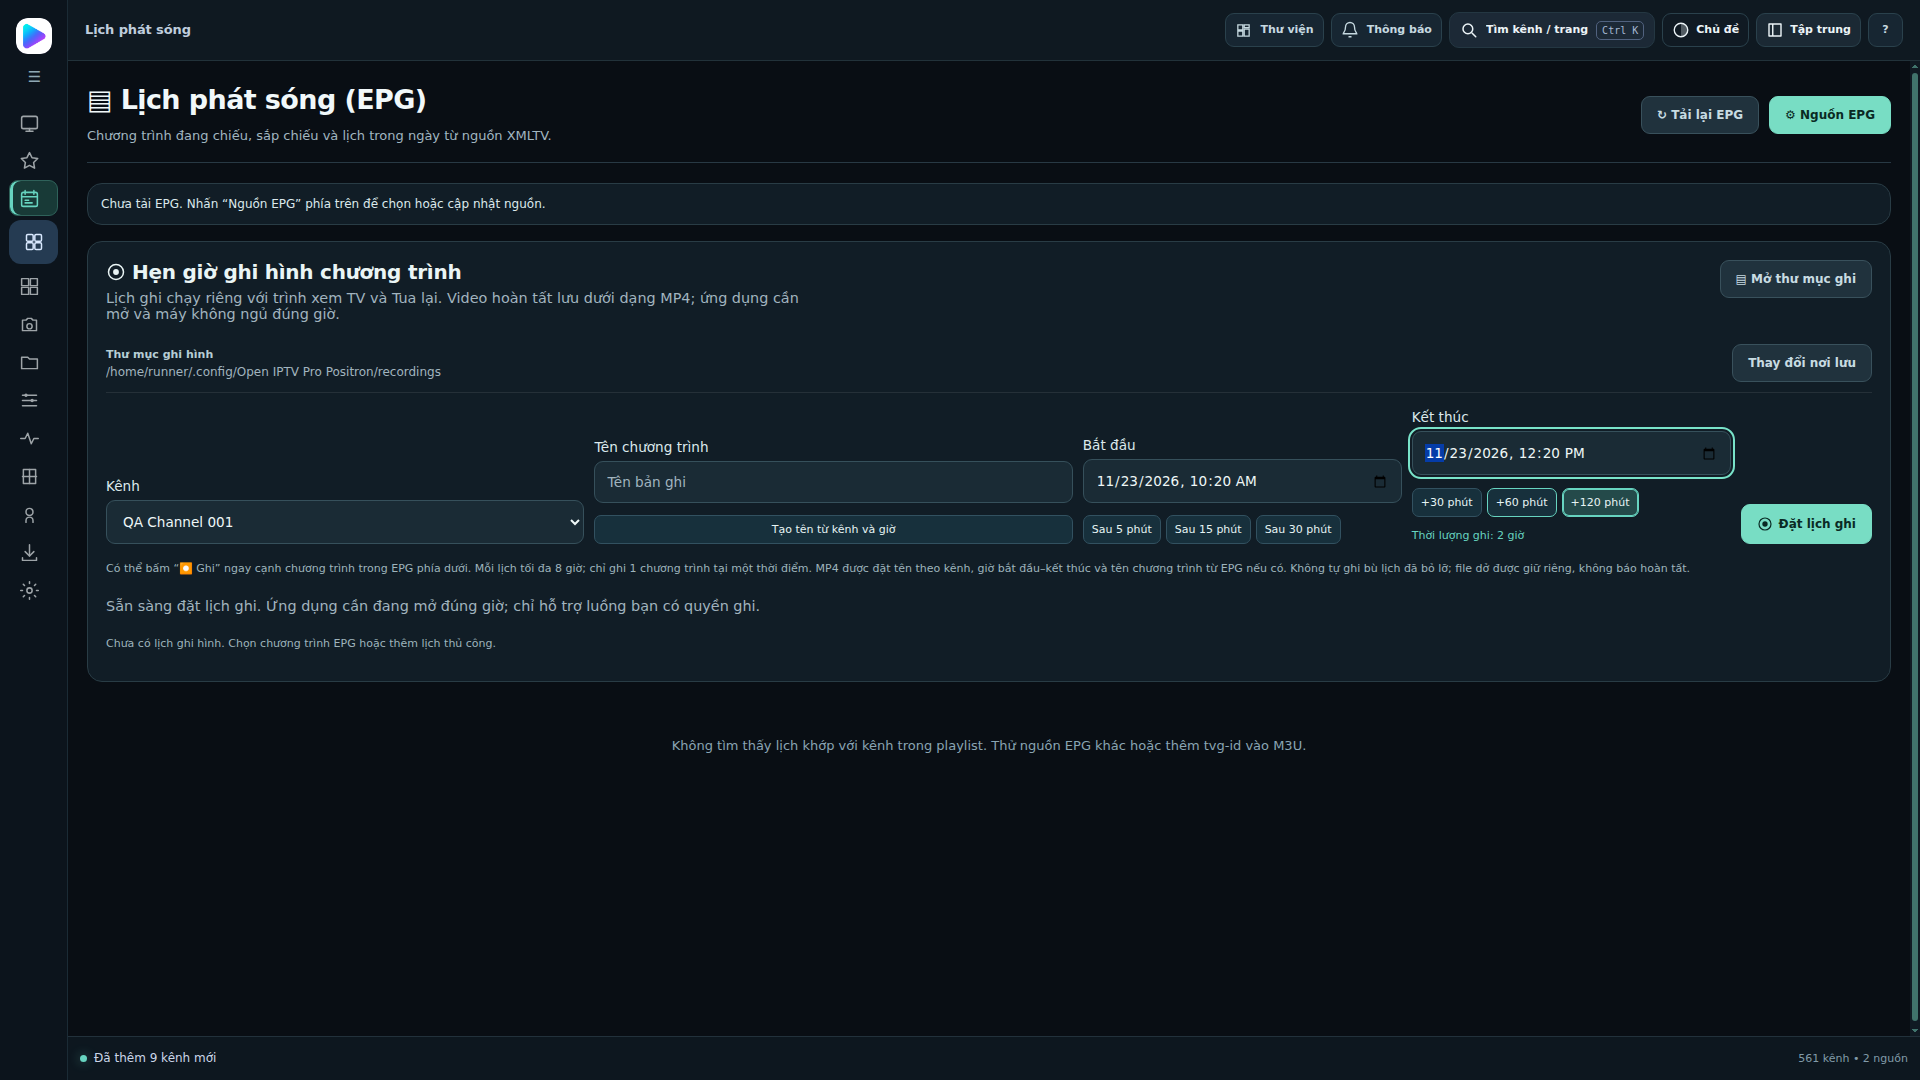 Lịch phát sóng
Thư viện
Thông báo
Tìm kênh / trang
Ctrl K
Chủ đề
Tập trung
?
Lịch phát sóng (EPG)
Chương trình đang chiếu, sắp chiếu và lịch trong ngày từ nguồn XMLTV.
↻ Tải lại EPG
⚙ Nguồn EPG
Chưa tải EPG. Nhấn “Nguồn EPG” phía trên để chọn hoặc cập nhật nguồn.
Hẹn giờ ghi hình chương trình
Lịch ghi chạy riêng với trình xem TV và Tua lại. Video hoàn tất lưu dưới dạng MP4; ứng dụng cần
mở và máy không ngủ đúng giờ.
▤ Mở thư mục ghi
Thư mục ghi hình
/home/runner/.config/Open IPTV Pro Positron/recordings
Thay đổi nơi lưu
Kênh
QA Channel 001
Tên chương trình
Tên bản ghi
Tạo tên từ kênh và giờ
Bắt đầu
11/23/2026, 10:20 AM
Sau 5 phút
Sau 15 phút
Sau 30 phút
Kết thúc
11/23/2026, 12:20 PM
+30 phút
+60 phút
+120 phút
Thời lượng ghi: 2 giờ
Đặt lịch ghi
Có thể bấm “⏺ Ghi” ngay cạnh chương trình trong EPG phía dưới. Mỗi lịch tối đa 8 giờ; chỉ ghi 1 chương trình tại một thời điểm. MP4 được đặt tên theo kênh, giờ bắt đầu–kết thúc và tên chương trình từ EPG nếu có. Không tự ghi bù lịch đã bỏ lỡ; file dở được giữ riêng, không báo hoàn tất.
Sẵn sàng đặt lịch ghi. Ứng dụng cần đang mở đúng giờ; chỉ hỗ trợ luồng bạn có quyền ghi.
Chưa có lịch ghi hình. Chọn chương trình EPG hoặc thêm lịch thủ công.
Không tìm thấy lịch khớp với kênh trong playlist. Thử nguồn EPG khác hoặc thêm tvg-id vào M3U.
Đã thêm 9 kênh mới
561 kênh • 2 nguồn